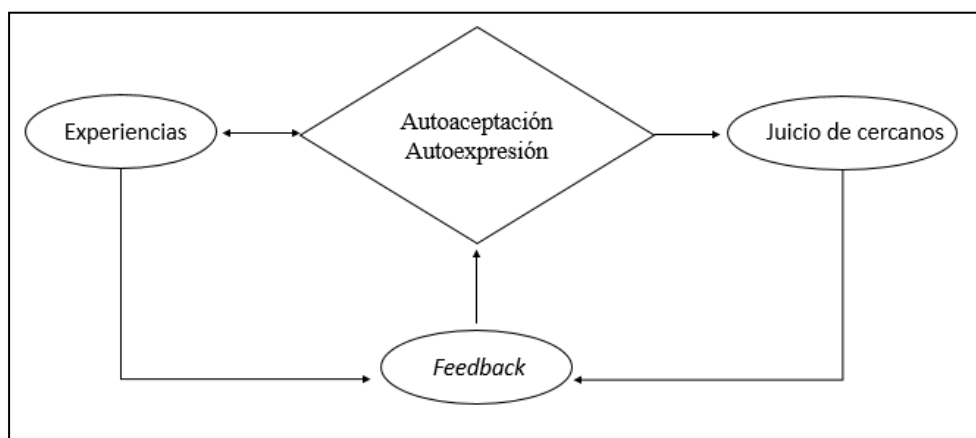 Experiencias
Autoaceptación
Autoexpresión
Juicio de cercanos
Feedback